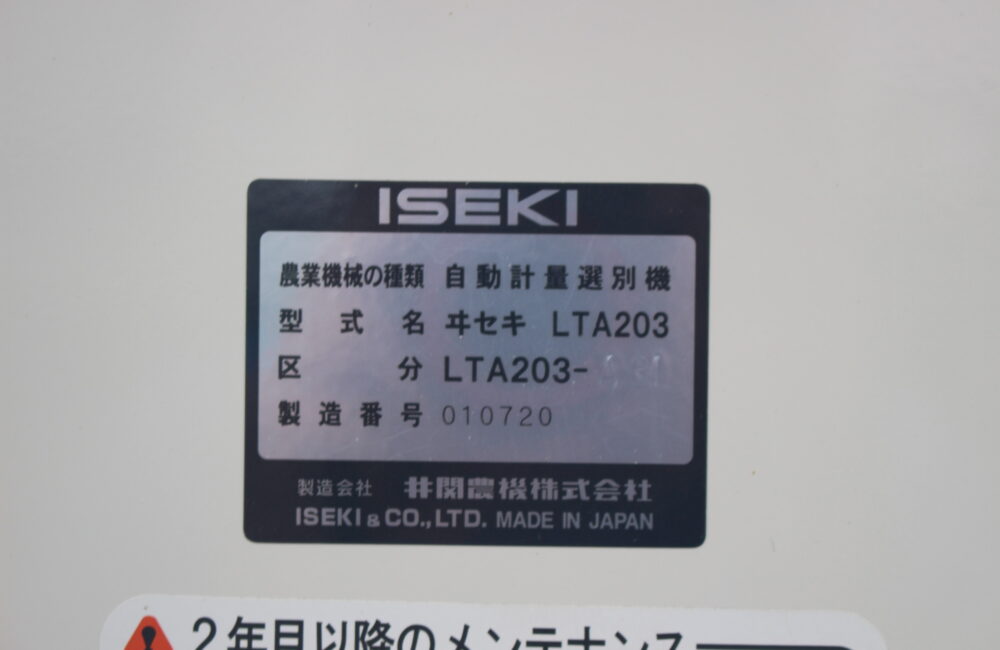 ISEKI
農業機械の種類 自動計量選別機
型式名 ヰセキ LTA203
区分 LTA203-
製造番号 010720
製造会社 井関農機株式会社
ISEKI & CO.,LTD. MADE IN JAPAN
2年目以降のメンテナンス